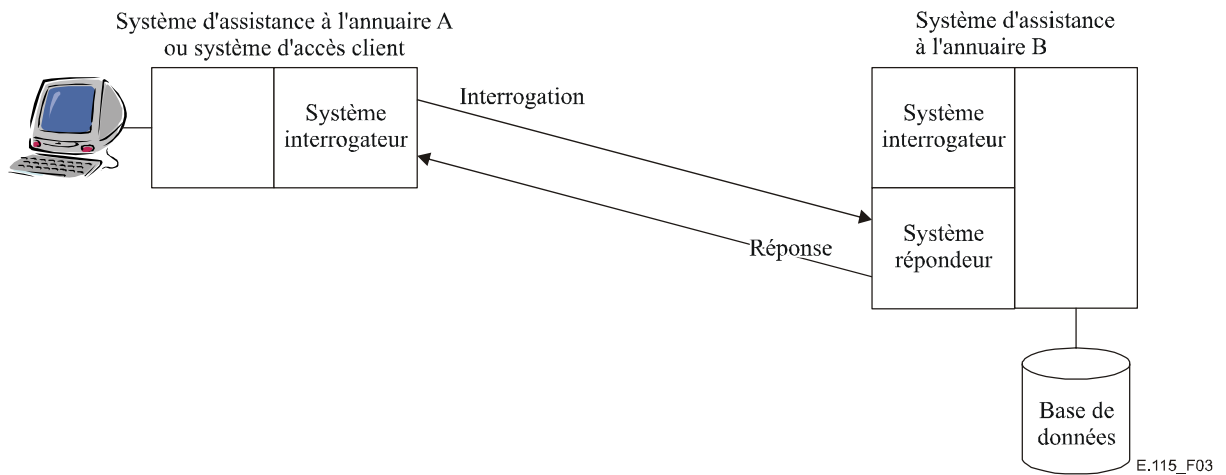 Système d'assistance à l'annuaire A
ou système d'accès client
Système d'assistance
à l'annuaire B
Système
interrogateur
Interrogation
Système
interrogateur
Système
répondeur
Réponse
Base de
données
E.115_F03